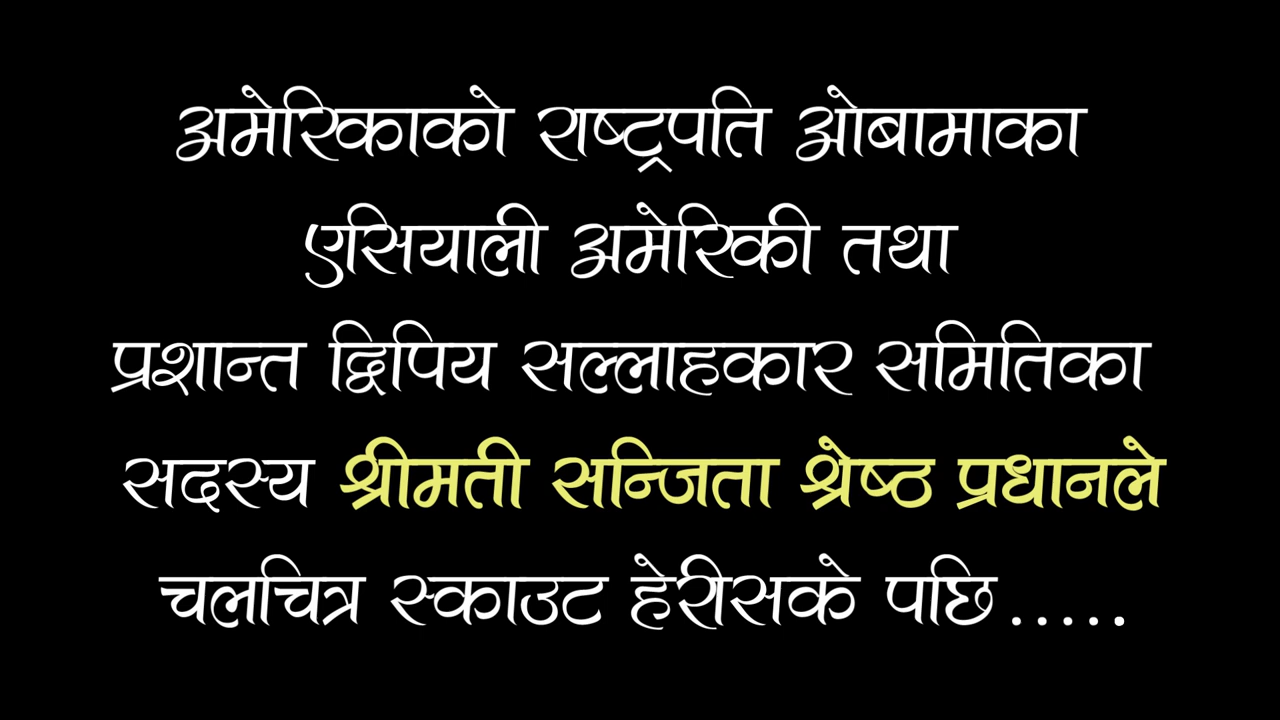 अमेरिकाको राष्ट्रपति ओबामाका
एसियाली अमेरिकी तथा
प्रशान्त द्विपिय सल्लाहकार समितिका
सदस्य श्रीमती सन्जिता श्रेष्ठ प्रधानले
चलचित्र स्काउट हेरीसके पछि.....